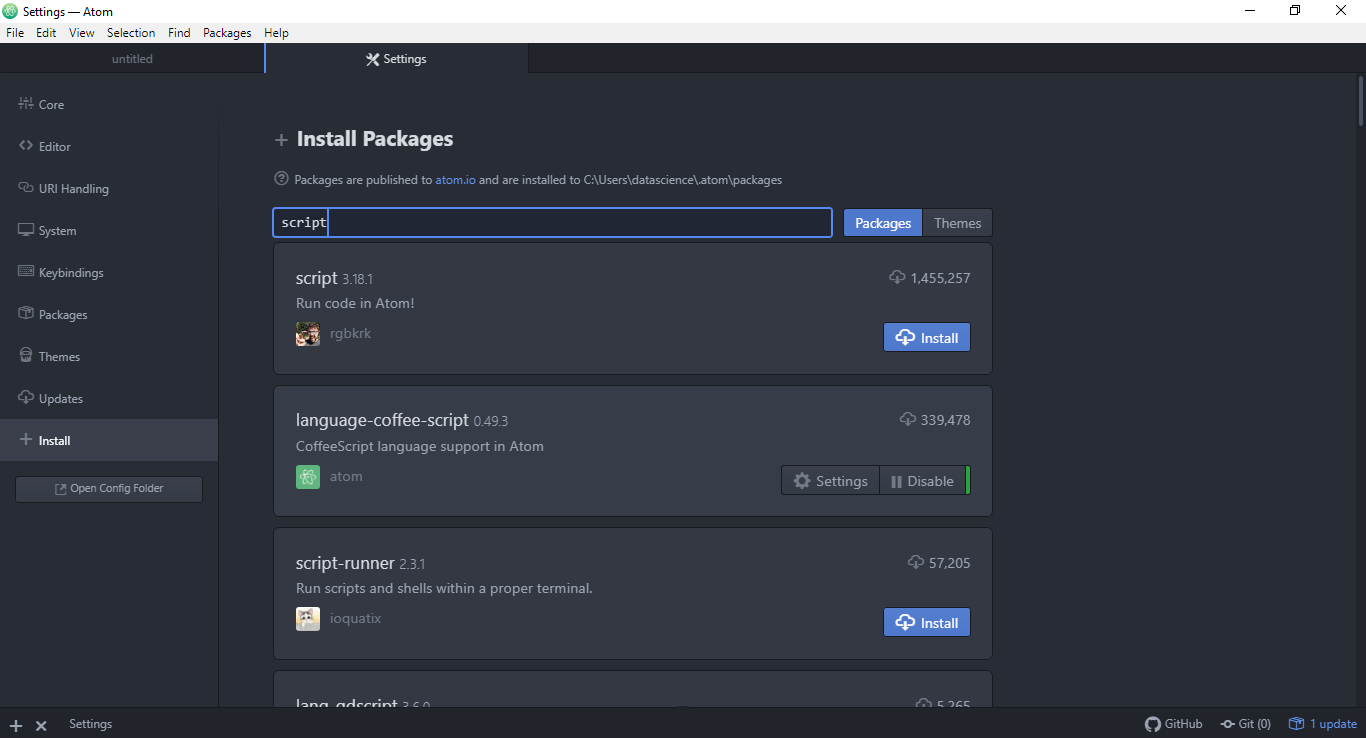 Settings — Atom
File Edit View Selection Find Packages Help
untitled
Settings
Core
Editor
URI Handling
System
Keybindings
Packages
Themes
Updates
Install
Open Config Folder
Install Packages
Packages are published to atom.io and are installed to C:\Users\datascience\.atom\packages
script
Packages Themes
script 3.18.1
1,455,257
Run code in Atom!
rgbkrk
Install
language-coffee-script 0.49.3
339,478
CoffeeScript language support in Atom
atom
Settings Disable
script-runner 2.3.1
57,205
Run scripts and shells within a proper terminal.
ioquatix
Install
lang-gdscript 3.6.0
5,265
Settings
GitHub Git (0) 1 update